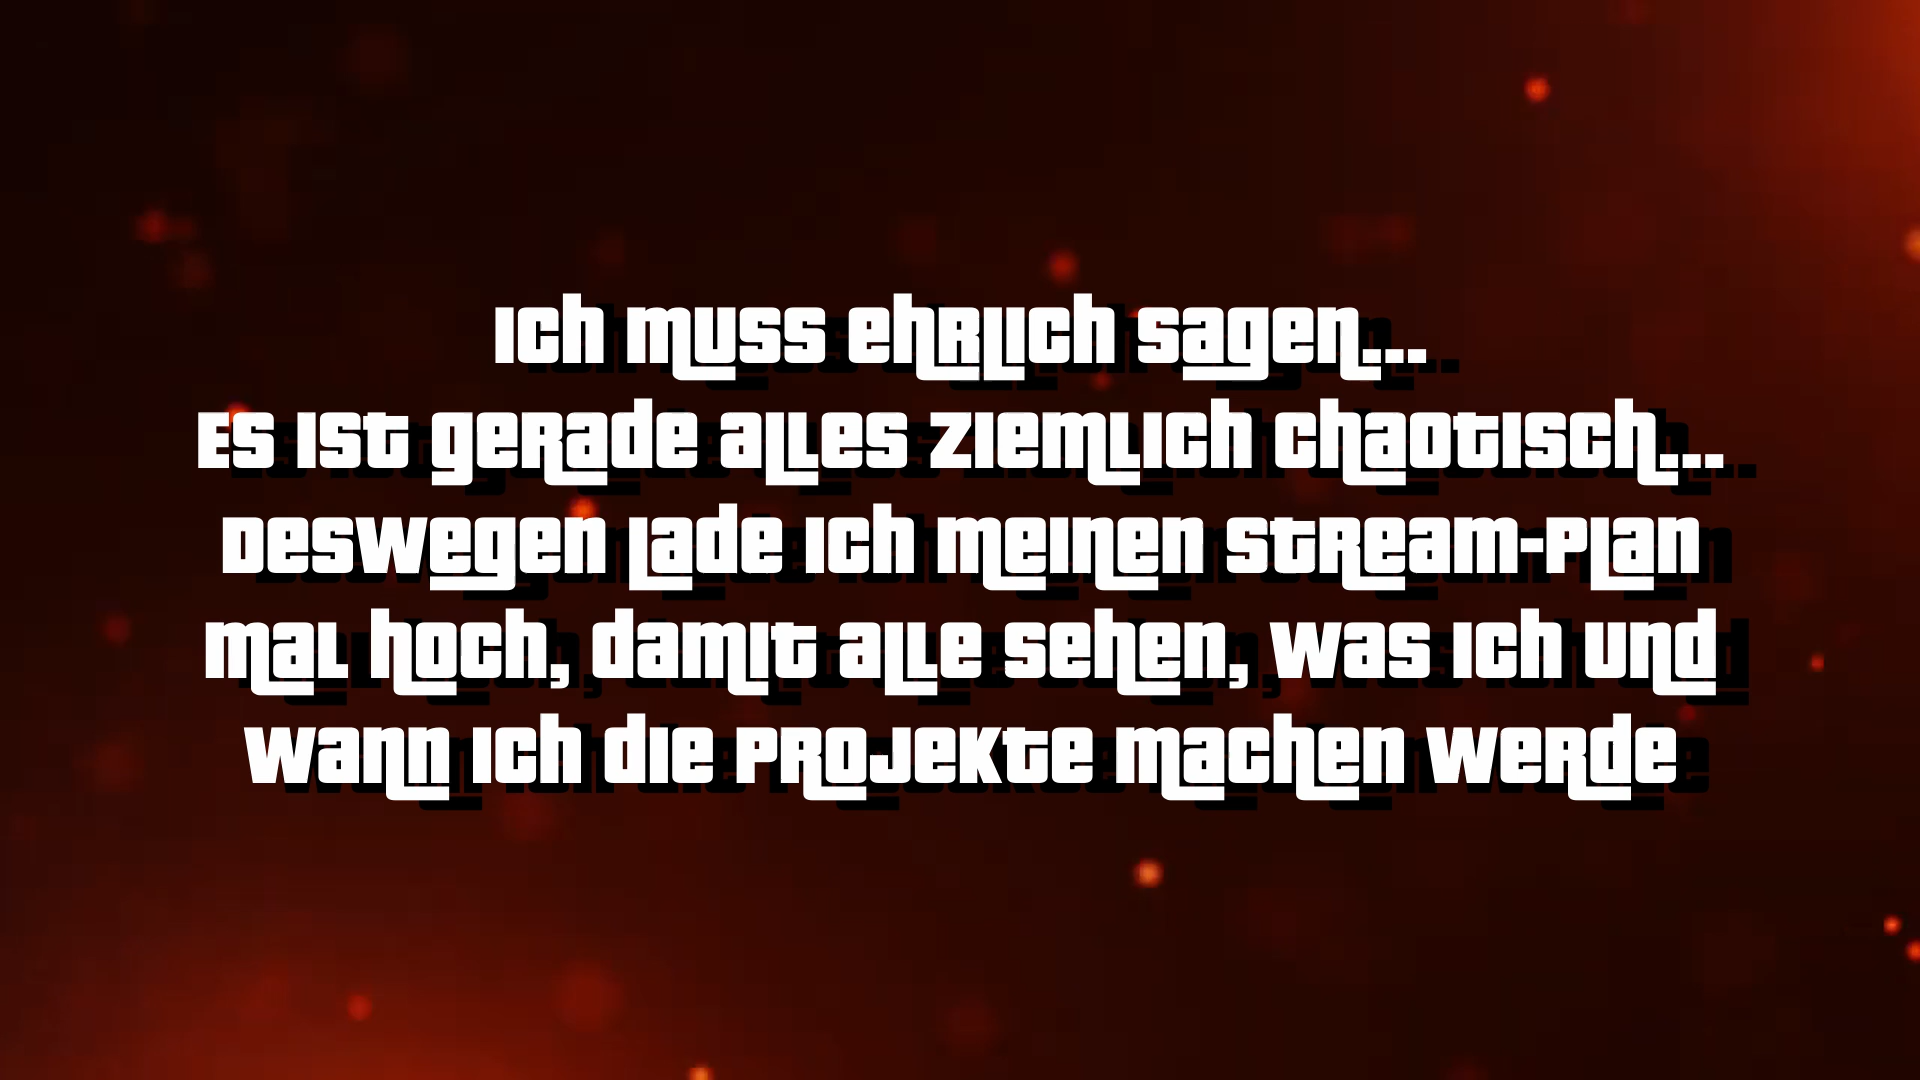 Ich muss ehrlich sagen...
Es ist gerade alles ziemlich chaotisch...
Deswegen lade ich meinen Stream-Plan
mal hoch, damit alle sehen, was ich und
wann ich die Projekte machen werde